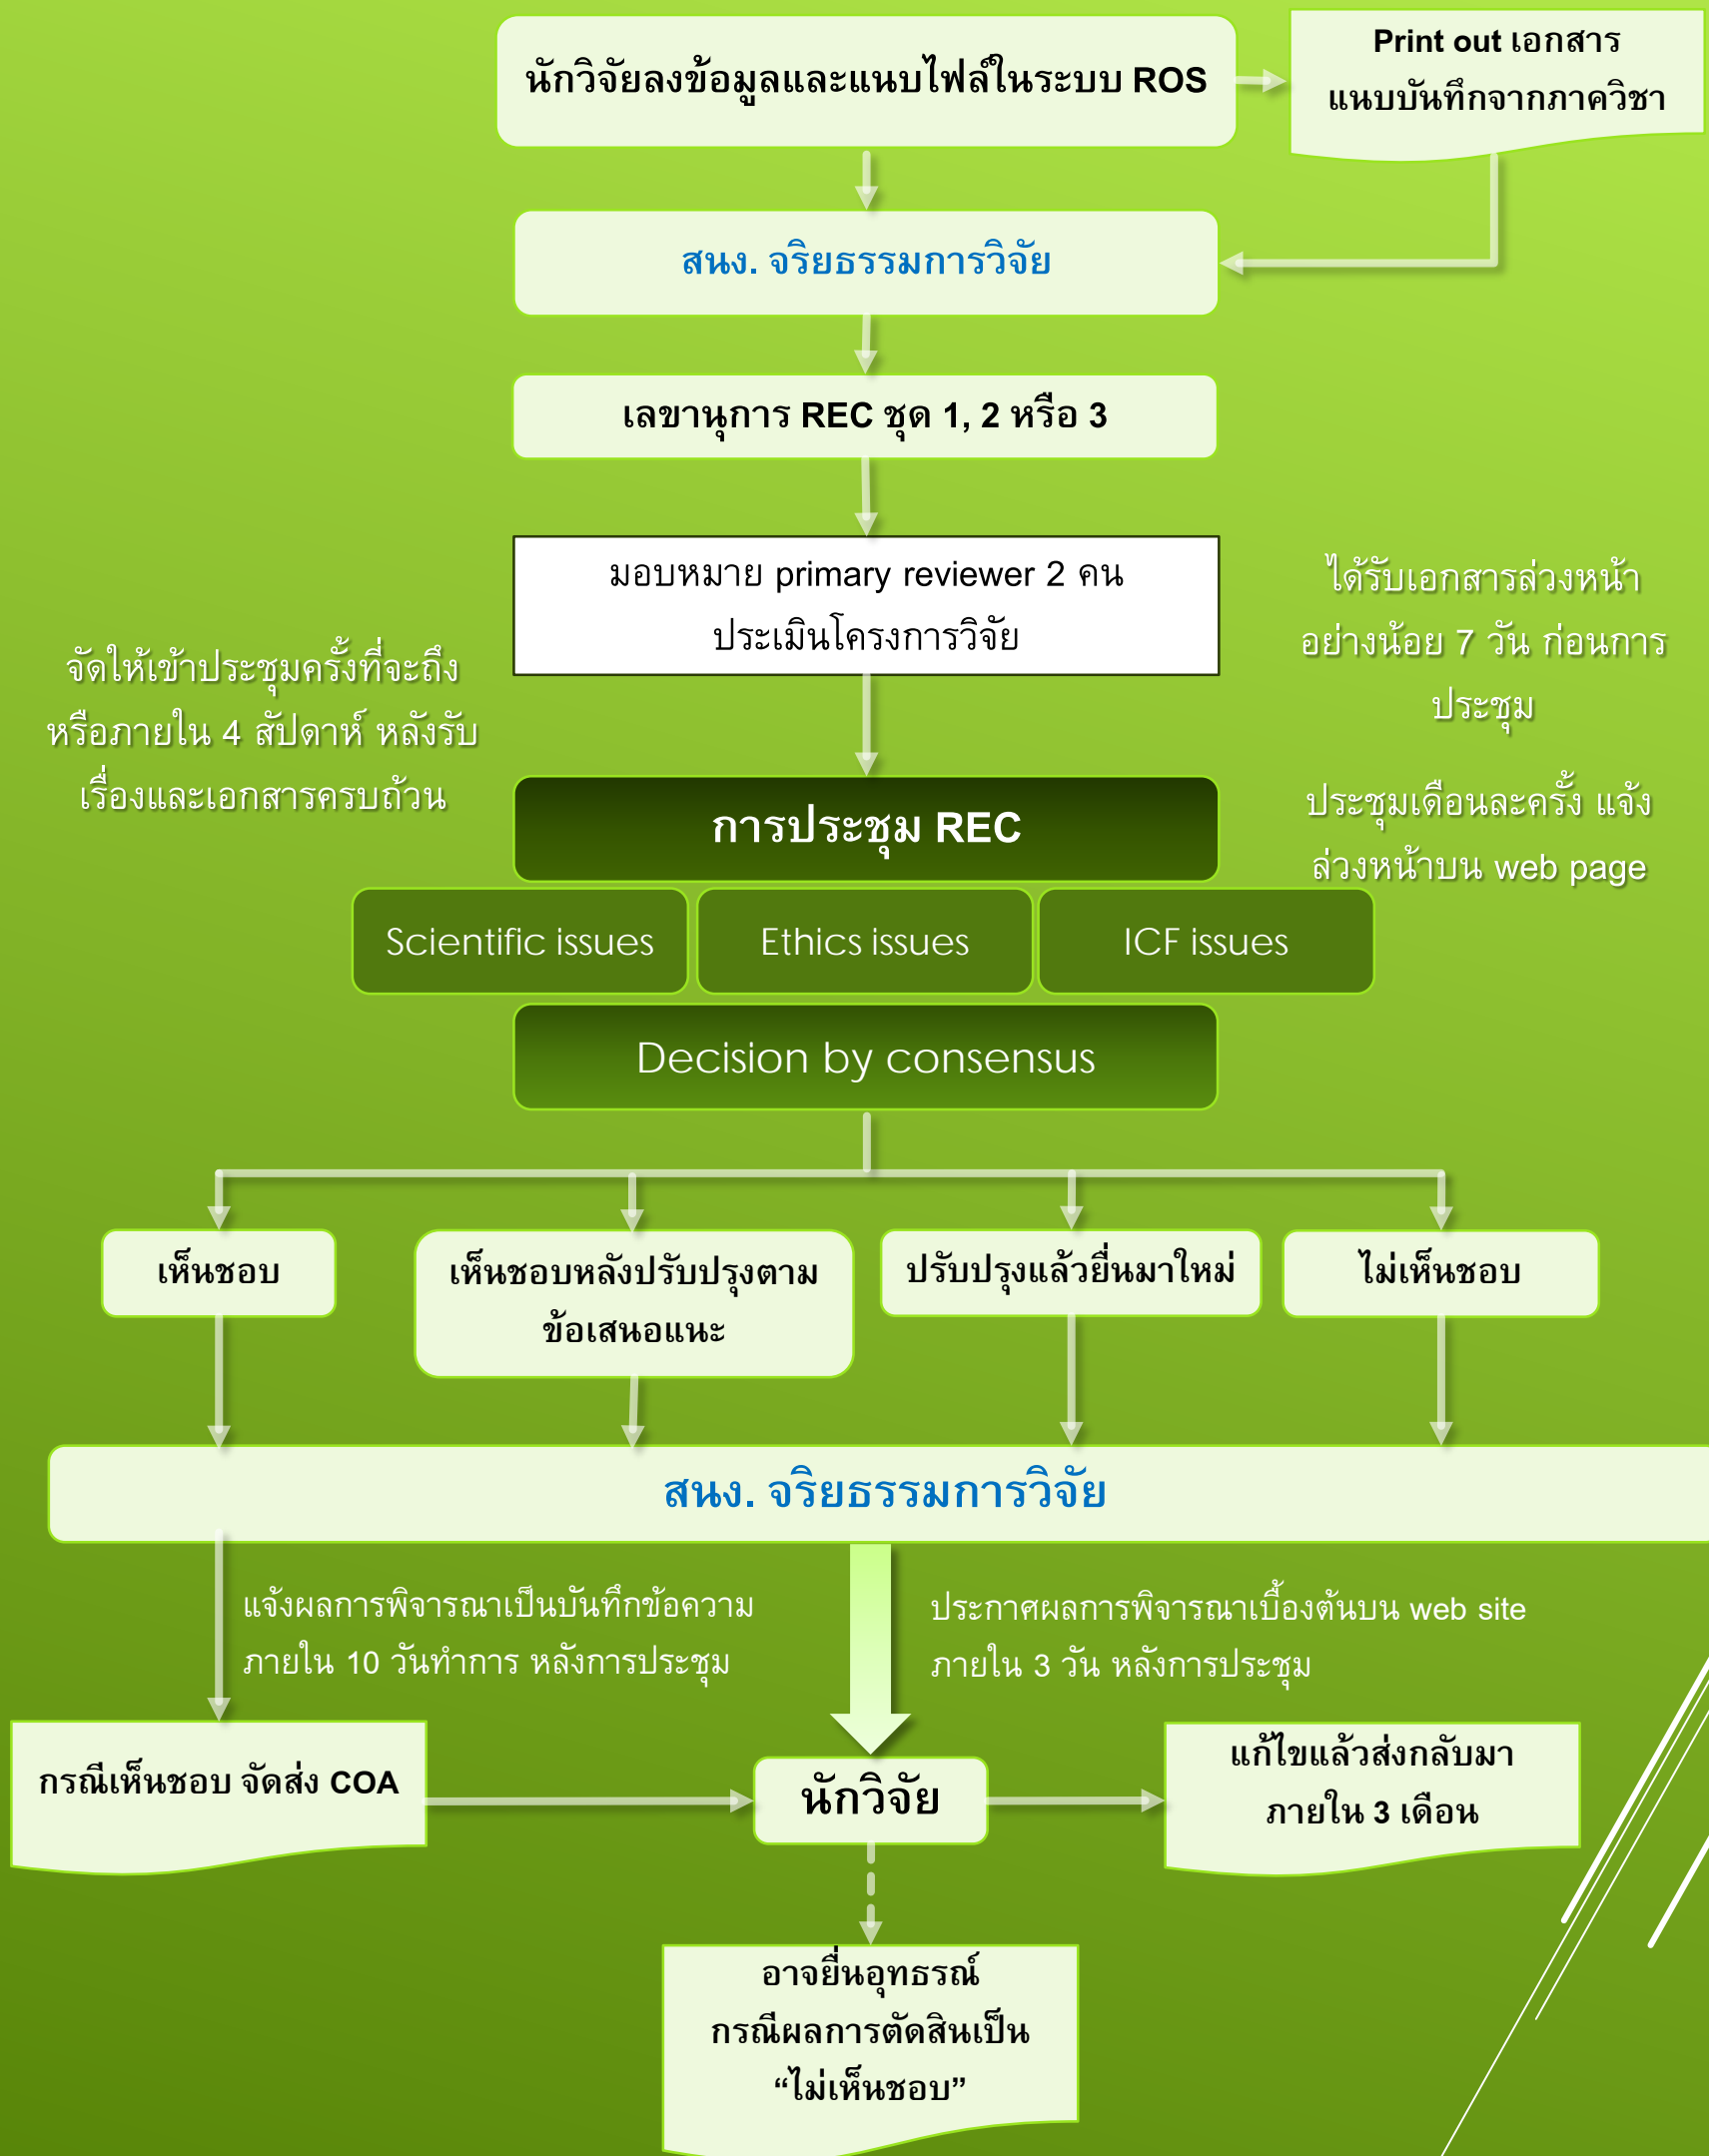 นักวิจัยลงข้อมูลและแนบไฟล์ในระบบ ROS
Print out เอกสาร
แนบบันทึกจากภาควิชา
สนง. จริยธรรมการวิจัย
เลขานุการ REC ชุด 1, 2 หรือ 3
มอบหมาย primary reviewer 2 คน
ประเมินโครงการวิจัย
ได้รับเอกสารล่วงหน้า
อย่างน้อย 7 วัน ก่อนการ
ประชุม
จัดให้เข้าประชุมครั้งที่จะถึง
หรือภายใน 4 สัปดาห์ หลังรับ
เรื่องและเอกสารครบถ้วน
ประชุมเดือนละครั้ง แจ้ง
ล่วงหน้าบน web page
การประชุม REC
Scientific issues
Ethics issues
ICF issues
Decision by consensus
เห็นชอบ
เห็นชอบหลังปรับปรุงตาม
ข้อเสนอแนะ
ปรับปรุงแล้วยื่นมาใหม่
ไม่เห็นชอบ
สนง. จริยธรรมการวิจัย
แจ้งผลการพิจารณาเป็นบันทึกข้อความ
ภายใน 10 วันทำการ หลังการประชุม
ประกาศผลการพิจารณาเบื้องต้นบน web site
ภายใน 3 วัน หลังการประชุม
กรณีเห็นชอบ จัดส่ง COA
นักวิจัย
แก้ไขแล้วส่งกลับมา
ภายใน 3 เดือน
อาจยื่นอุทธรณ์
กรณีผลการตัดสินเป็น
“ไม่เห็นชอบ”